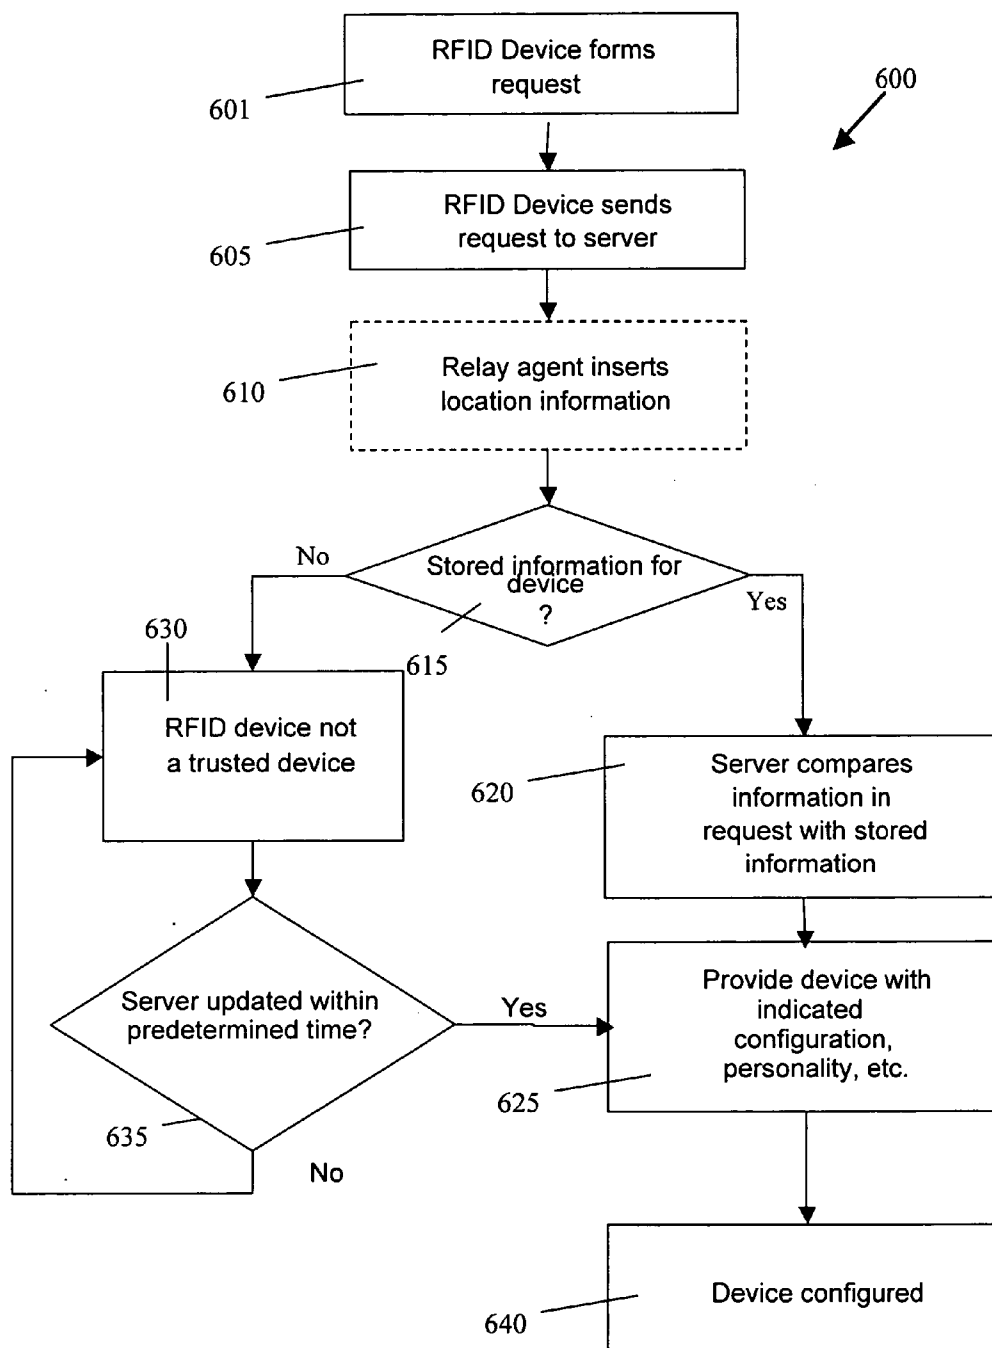 RFID Device forms
request
601
600
RFID Device sends
request to server
605
Relay agent inserts
location information
610
No
Stored information for
device
?
Yes
615
630
RFID device not
a trusted device
620
Server compares
information in
request with stored
information
Server updated within
predetermined time?
Yes
635
No
Provide device with
indicated
configuration,
personality, etc.
625
Device configured
640